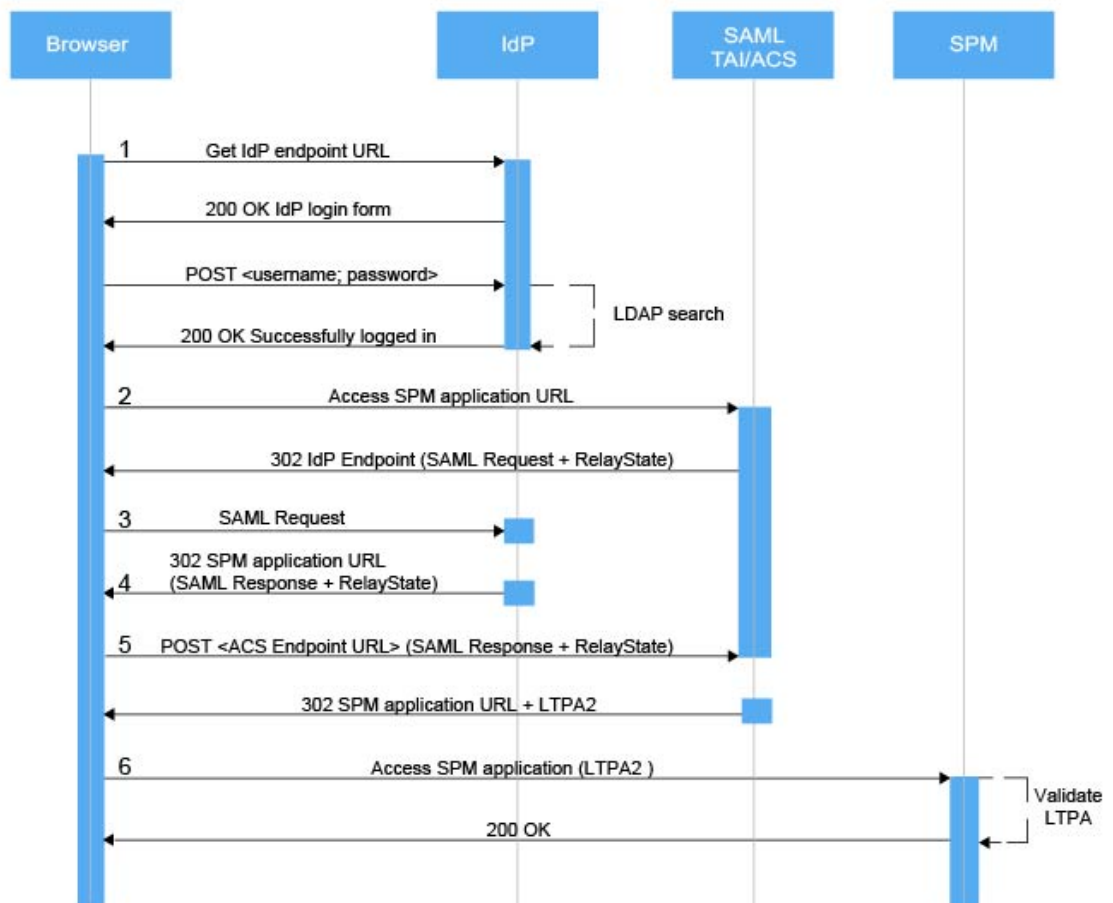 Browser
IdP
SAML
TAI/ACS
SPM
1
Get IdP endpoint URL
200 OK IdP login form
POST <username; password>
LDAP search
200 OK Successfully logged in
2
Access SPM application URL
302 IdP Endpoint (SAML Request + RelayState)
3
SAML Request
302 SPM application URL
4
(SAML Response + RelayState)
5
POST <ACS Endpoint URL> (SAML Response + RelayState)
302 SPM application URL + LTPA2
6
Access SPM application (LTPA2 )
Validate
LTPA
200 OK